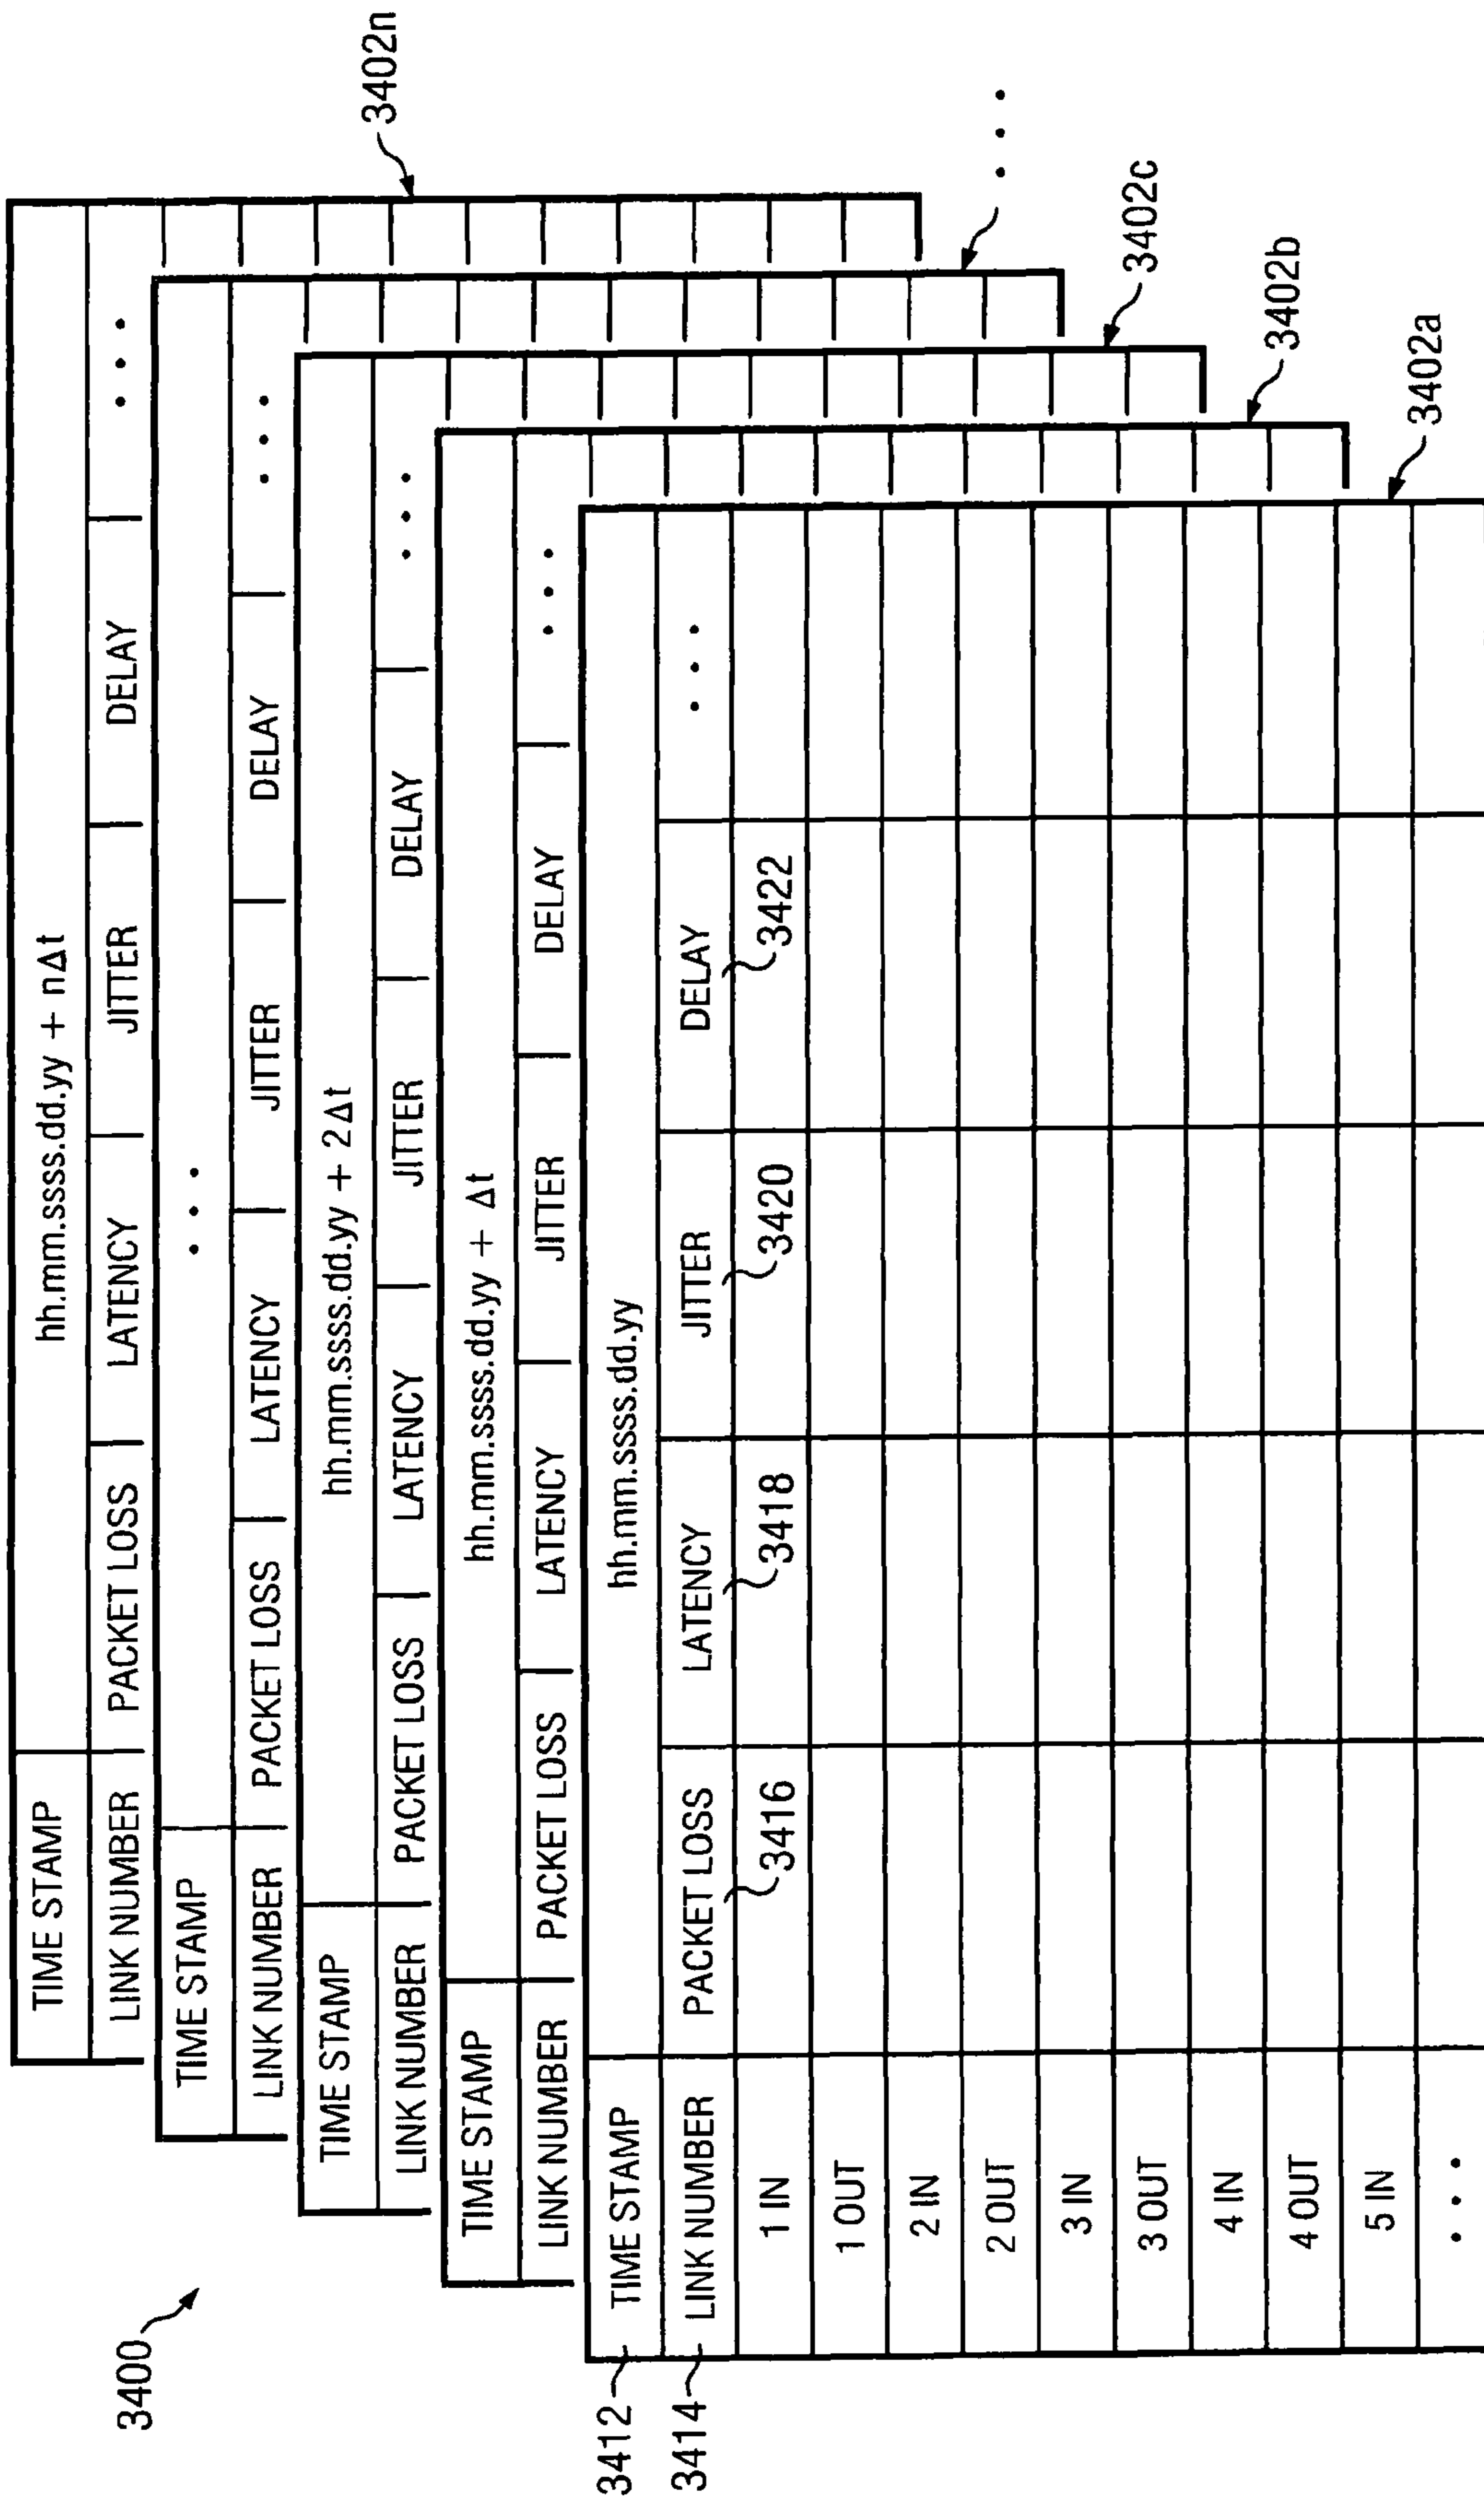 3400
TIME STAMP hh.mm.ssss.dd.yy + nΔt
LINK NUMBER PACKET LOSS LATENCY JITTER DELAY • • •
3402n
TIME STAMP • • •
LINK NUMBER PACKET LOSS LATENCY JITTER DELAY • • •
• • •
TIME STAMP hh.mm.ssss.dd.yy + 2Δt
LINK NUMBER PACKET LOSS LATENCY JITTER DELAY • • •
3402c
TIME STAMP hh.mm.ssss.dd.yy + Δt
LINK NUMBER PACKET LOSS LATENCY JITTER DELAY • • •
3402b
3412 TIME STAMP hh.mm.ssss.dd.yy
3414 LINK NUMBER PACKET LOSS LATENCY JITTER DELAY • • •
1 IN 3416 3418 3420 3422
1 OUT
2 IN
2 OUT
3 IN
3 OUT
4 IN
4 OUT
5 IN
3402a
• • •